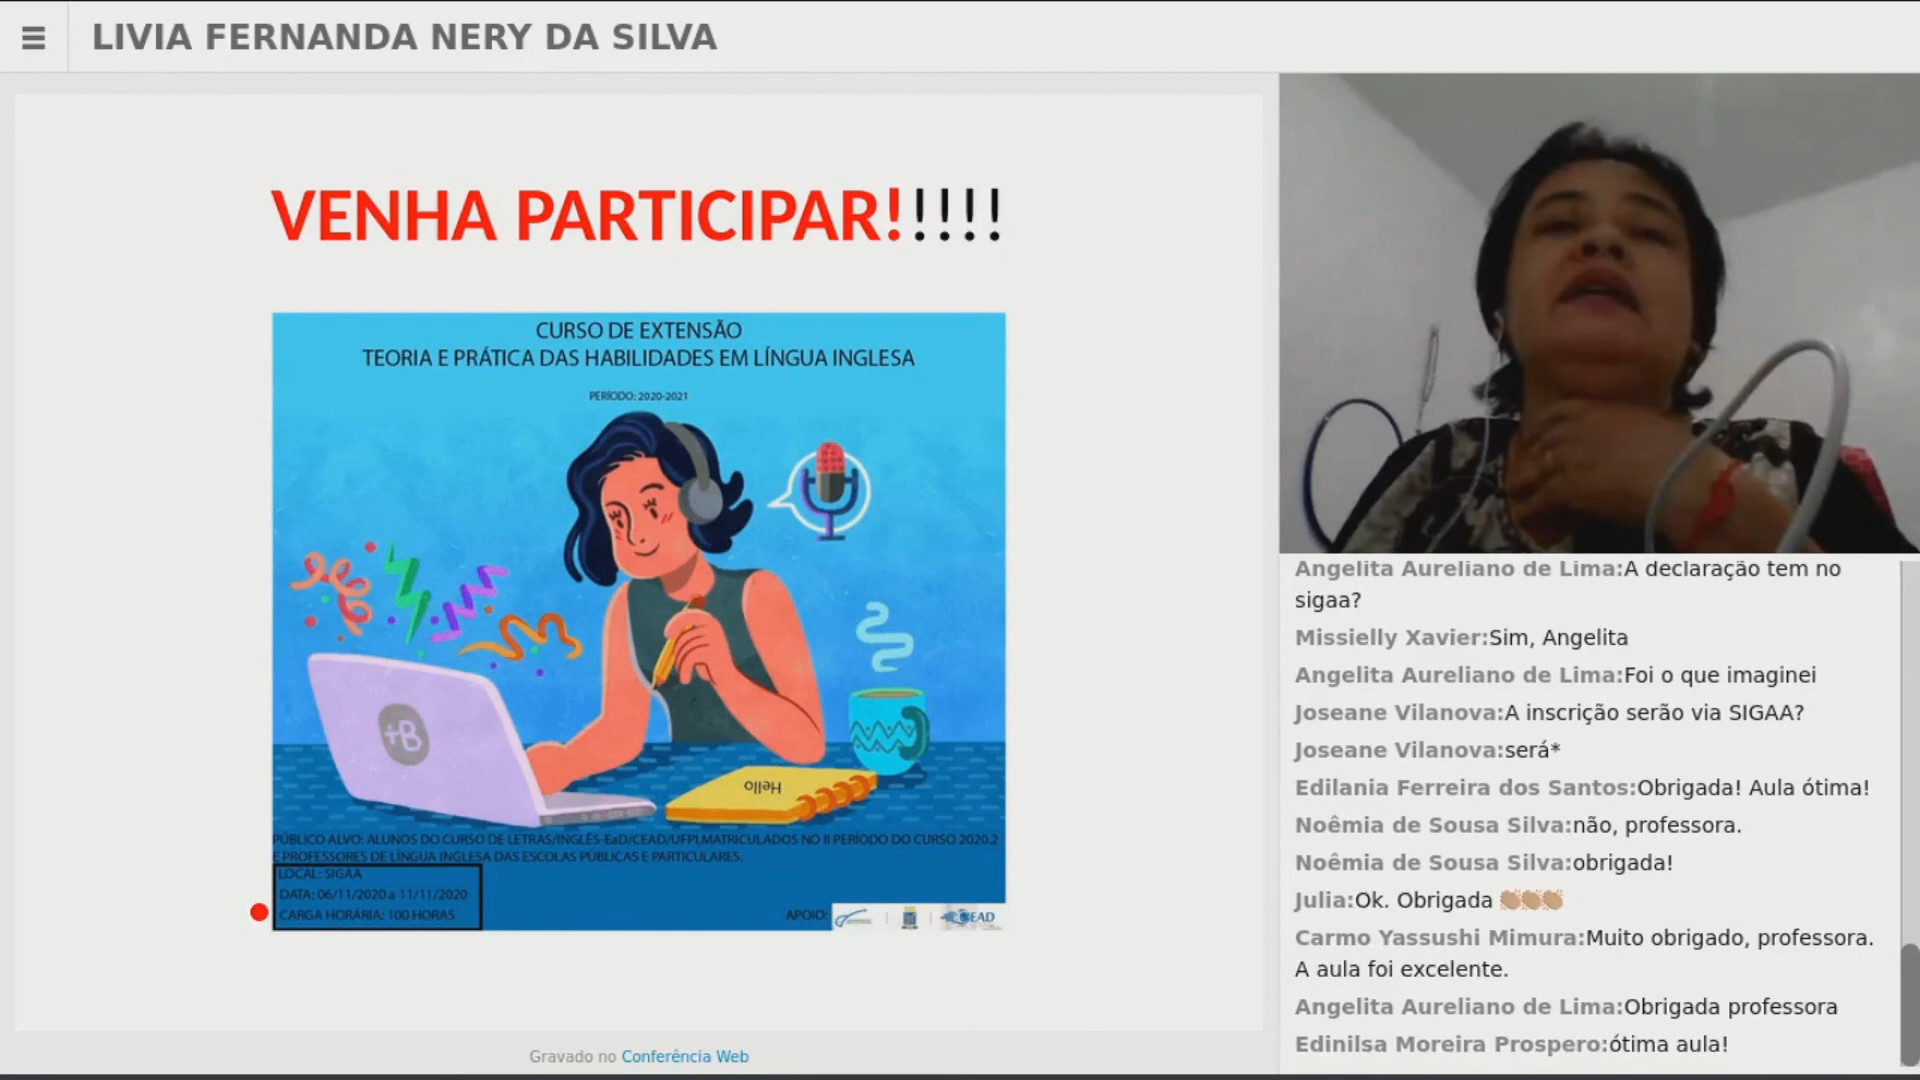 LIVIA FERNANDA NERY DA SILVA
VENHA PARTICIPAR!!!!!
CURSO DE EXTENSÃO
TEORIA E PRÁTICA DAS HABILIDADES EM LÍNGUA INGLESA
PERÍODO: 2020-2021
+B
Hello
PÚBLICO ALVO: ALUNOS DO CURSO DE LETRAS/INGLÊS-EaD/CEAD/UFPI,MATRICULADOS NO II PERÍODO DO CURSO 2020.2
E PROFESSORES DE LÍNGUA INGLESA DAS ESCOLAS PÚBLICAS E PARTICULARES.
LOCAL: SIGAA
DATA: 06/11/2020 a 11/11/2020
CARGA HORÁRIA: 100 HORAS
APOIO:
CEAD
Gravado no Conferência Web
Angelita Aureliano de Lima:A declaração tem no
sigaa?
Missielly Xavier:Sim, Angelita
Angelita Aureliano de Lima:Foi o que imaginei
Joseane Vilanova:A inscrição serão via SIGAA?
Joseane Vilanova:será*
Edilania Ferreira dos Santos:Obrigada! Aula ótima!
Noêmia de Sousa Silva:não, professora.
Noêmia de Sousa Silva:obrigada!
Julia:Ok. Obrigada 👏🏼👏🏼👏🏼
Carmo Yassushi Mimura:Muito obrigado, professora.
A aula foi excelente.
Angelita Aureliano de Lima:Obrigada professora
Edinilsa Moreira Prospero:ótima aula!